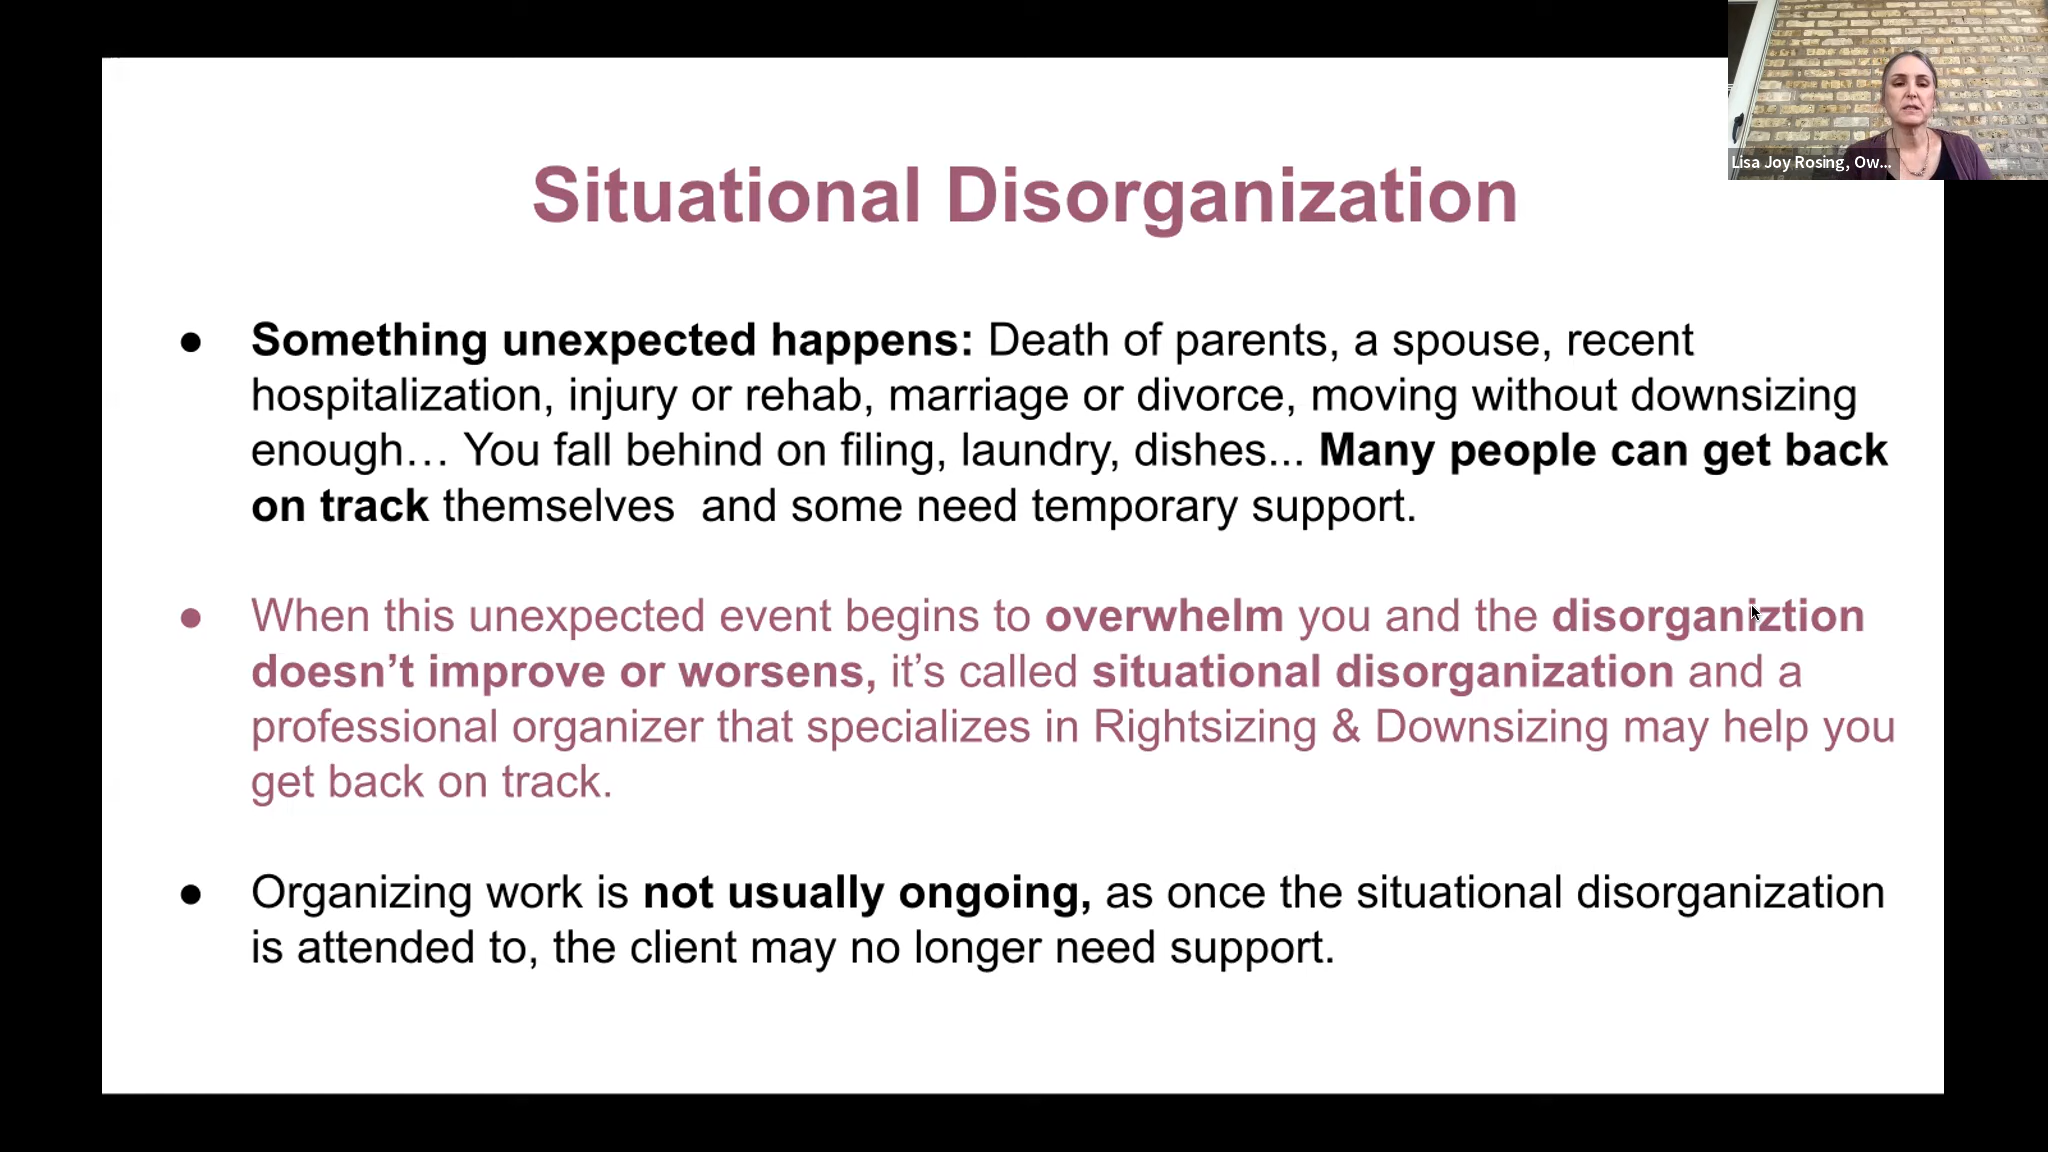 Lisa Joy Rosing, Ow...
Situational Disorganization
● Something unexpected happens: Death of parents, a spouse, recent
hospitalization, injury or rehab, marriage or divorce, moving without downsizing
enough… You fall behind on filing, laundry, dishes... Many people can get back
on track themselves  and some need temporary support.
● When this unexpected event begins to overwhelm you and the disorganiztion
doesn’t improve or worsens, it’s called situational disorganization and a
professional organizer that specializes in Rightsizing & Downsizing may help you
get back on track.
● Organizing work is not usually ongoing, as once the situational disorganization
is attended to, the client may no longer need support.